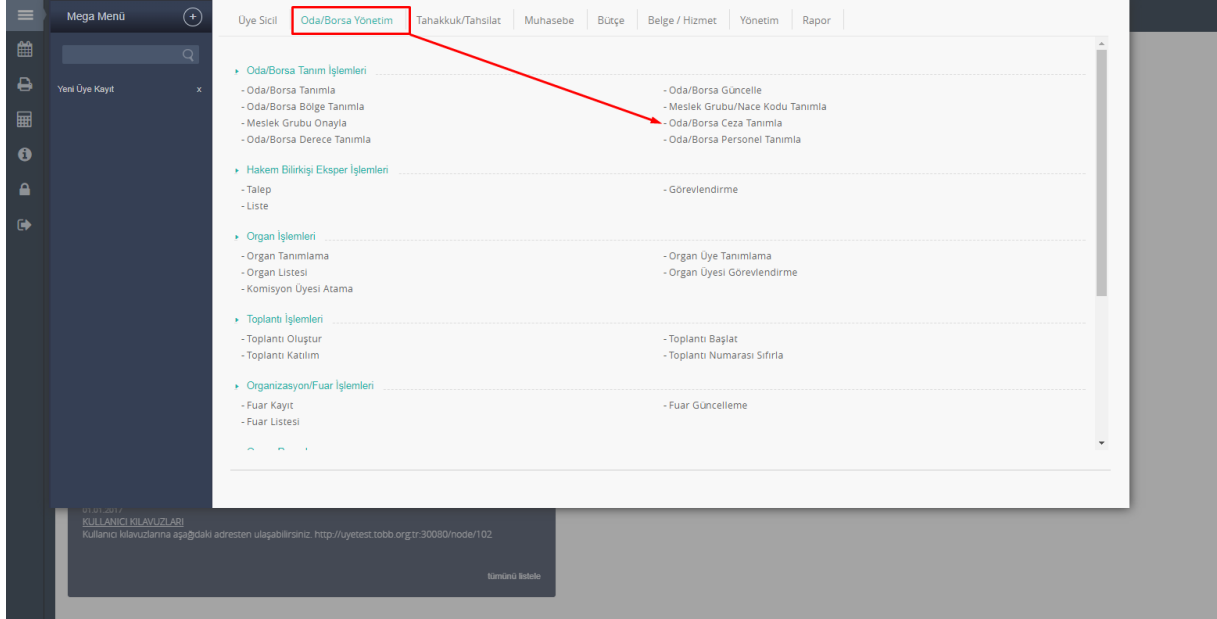 Mega Menü
Yeni Üye Kayıt x
Üye Sicil Oda/Borsa Yönetim Tahakkuk/Tahsilat Muhasebe Bütçe Belge / Hizmet Yönetim Rapor
Oda/Borsa Tanım İşlemleri
- Oda/Borsa Tanımla - Oda/Borsa Güncelle
- Oda/Borsa Bölge Tanımla - Meslek Grubu/Nace Kodu Tanımla
- Meslek Grubu Onayla - Oda/Borsa Ceza Tanımla
- Oda/Borsa Derece Tanımla - Oda/Borsa Personel Tanımla
Hakem Bilirkişi Eksper İşlemleri
- Talep - Görevlendirme
- Liste
Organ İşlemleri
- Organ Tanımlama - Organ Üye Tanımlama
- Organ Listesi - Organ Üyesi Görevlendirme
- Komisyon Üyesi Atama
Toplantı İşlemleri
- Toplantı Oluştur - Toplantı Başlat
- Toplantı Katılım - Toplantı Numarası Sıfırla
Organizasyon/Fuar İşlemleri
- Fuar Kayıt - Fuar Güncelleme
- Fuar Listesi
01.01.2017
KULLANICI KILAVUZLARI
Kullanıcı kılavuzlarına aşağıdaki adresten ulaşabilirsiniz. http://uyetest.tobb.org.tr:30080/node/102
tümünü listele